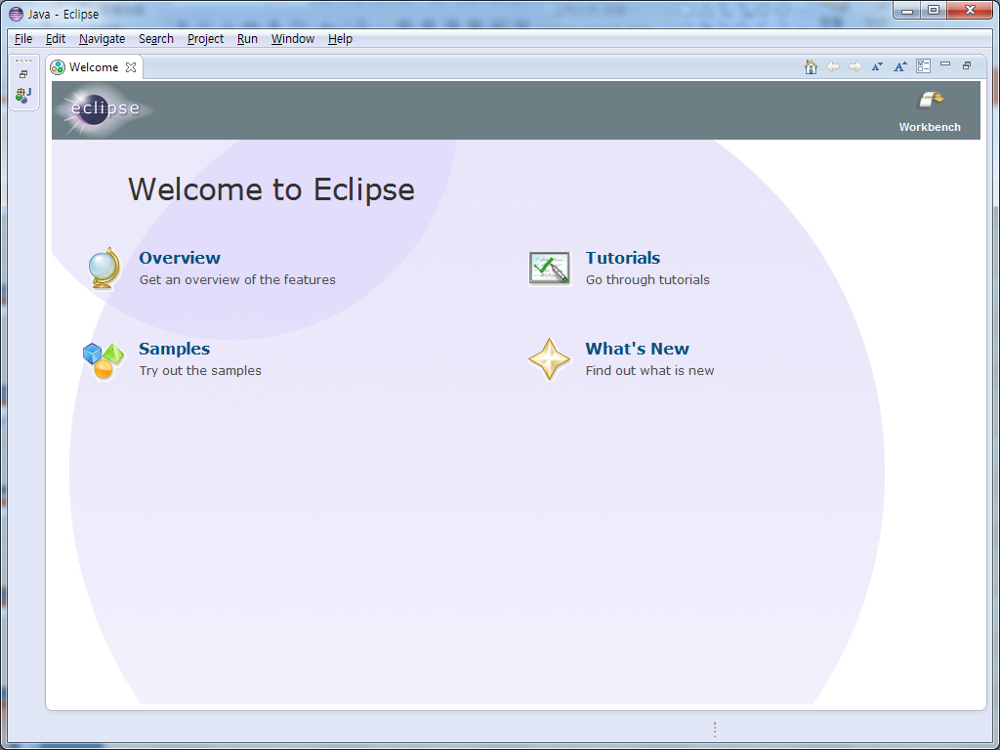 Java - Eclipse
File Edit Navigate Search Project Run Window Help
Welcome
eclipse
Workbench
Welcome to Eclipse
Overview
Get an overview of the features
Tutorials
Go through tutorials
Samples
Try out the samples
What's New
Find out what is new